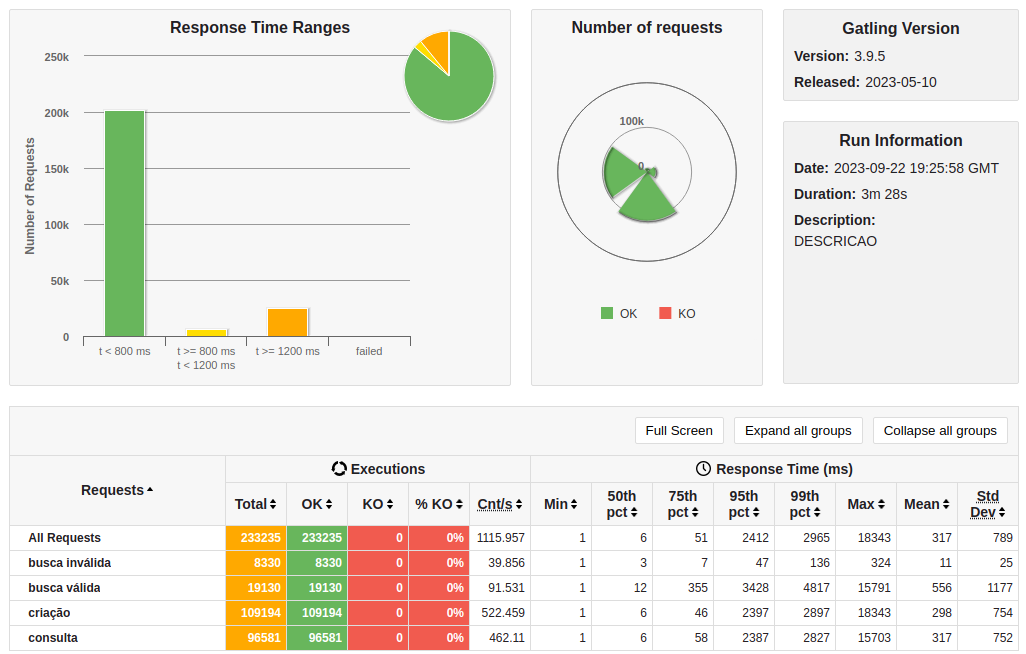 Response Time Ranges
250k
200k
150k
100k
50k
0
Number of Requests
t < 800 ms
t >= 800 ms
t < 1200 ms
t >= 1200 ms
failed
Number of requests
100k
0
OK
KO
Gatling Version
Version: 3.9.5
Released: 2023-05-10
Run Information
Date: 2023-09-22 19:25:58 GMT
Duration: 3m 28s
Description:
DESCRICAO
Full Screen Expand all groups Collapse all groups
Requests Executions Response Time (ms)
Total OK KO % KO Cnt/s Min 50th pct 75th pct 95th pct 99th pct Max Mean Std Dev
All Requests 233235 233235 0 0% 1115.957 1 6 51 2412 2965 18343 317 789
busca inválida 8330 8330 0 0% 39.856 1 3 7 47 136 324 11 25
busca válida 19130 19130 0 0% 91.531 1 12 355 3428 4817 15791 556 1177
criação 109194 109194 0 0% 522.459 1 6 46 2397 2897 18343 298 754
consulta 96581 96581 0 0% 462.11 1 6 58 2387 2827 15703 317 752